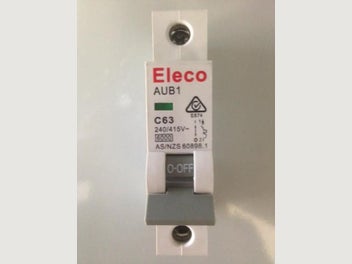 Eleco
AUB1
C63
240/415V~
6000
AS/NZS 60898.1
O-OFF